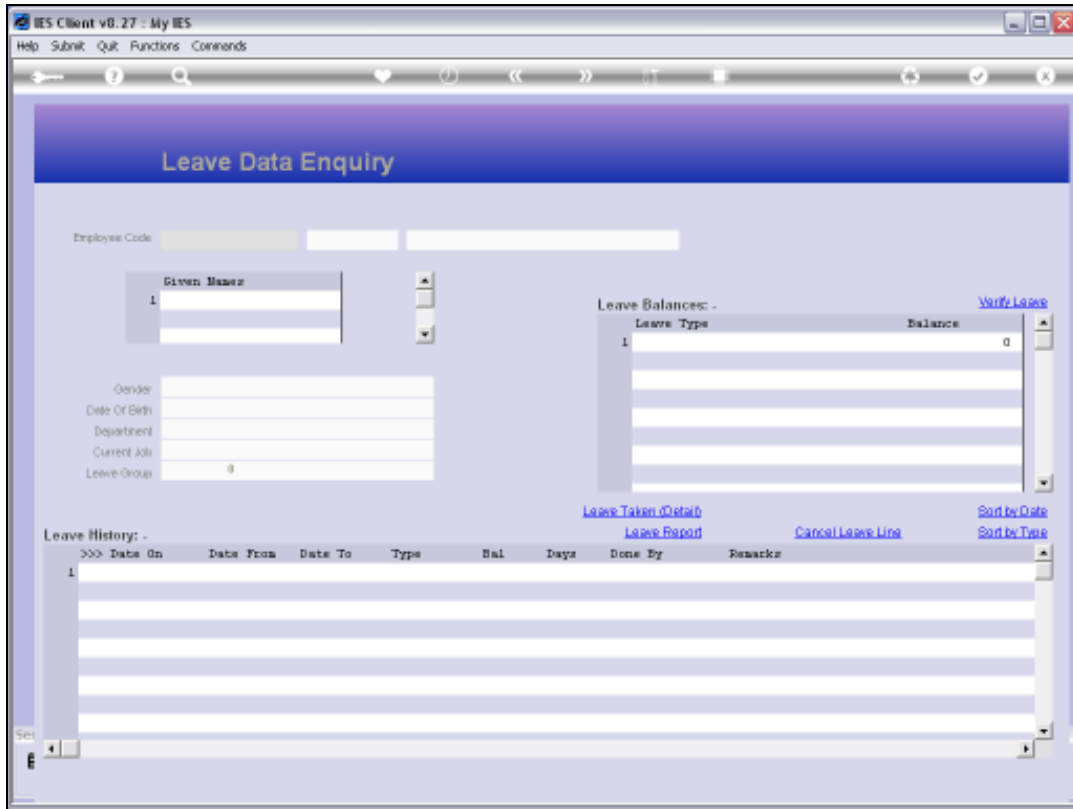 IES Client v8.27 : My IES
Help Submit Quit Functions Commands
Leave Data Enquiry
Employee Code
Given Names
1
Leave Balances: -
Verify Leave
Leave Type Balance
1 0
Gender
Date Of Birth
Department
Current Job
Leave Group 0
Leave Taken (Detail) Sort by Date
Leave History: - Leave Report Cancel Leave Line Sort by Type
>>> Date On Date From Date To Type Bal Days Done By Remarks
1